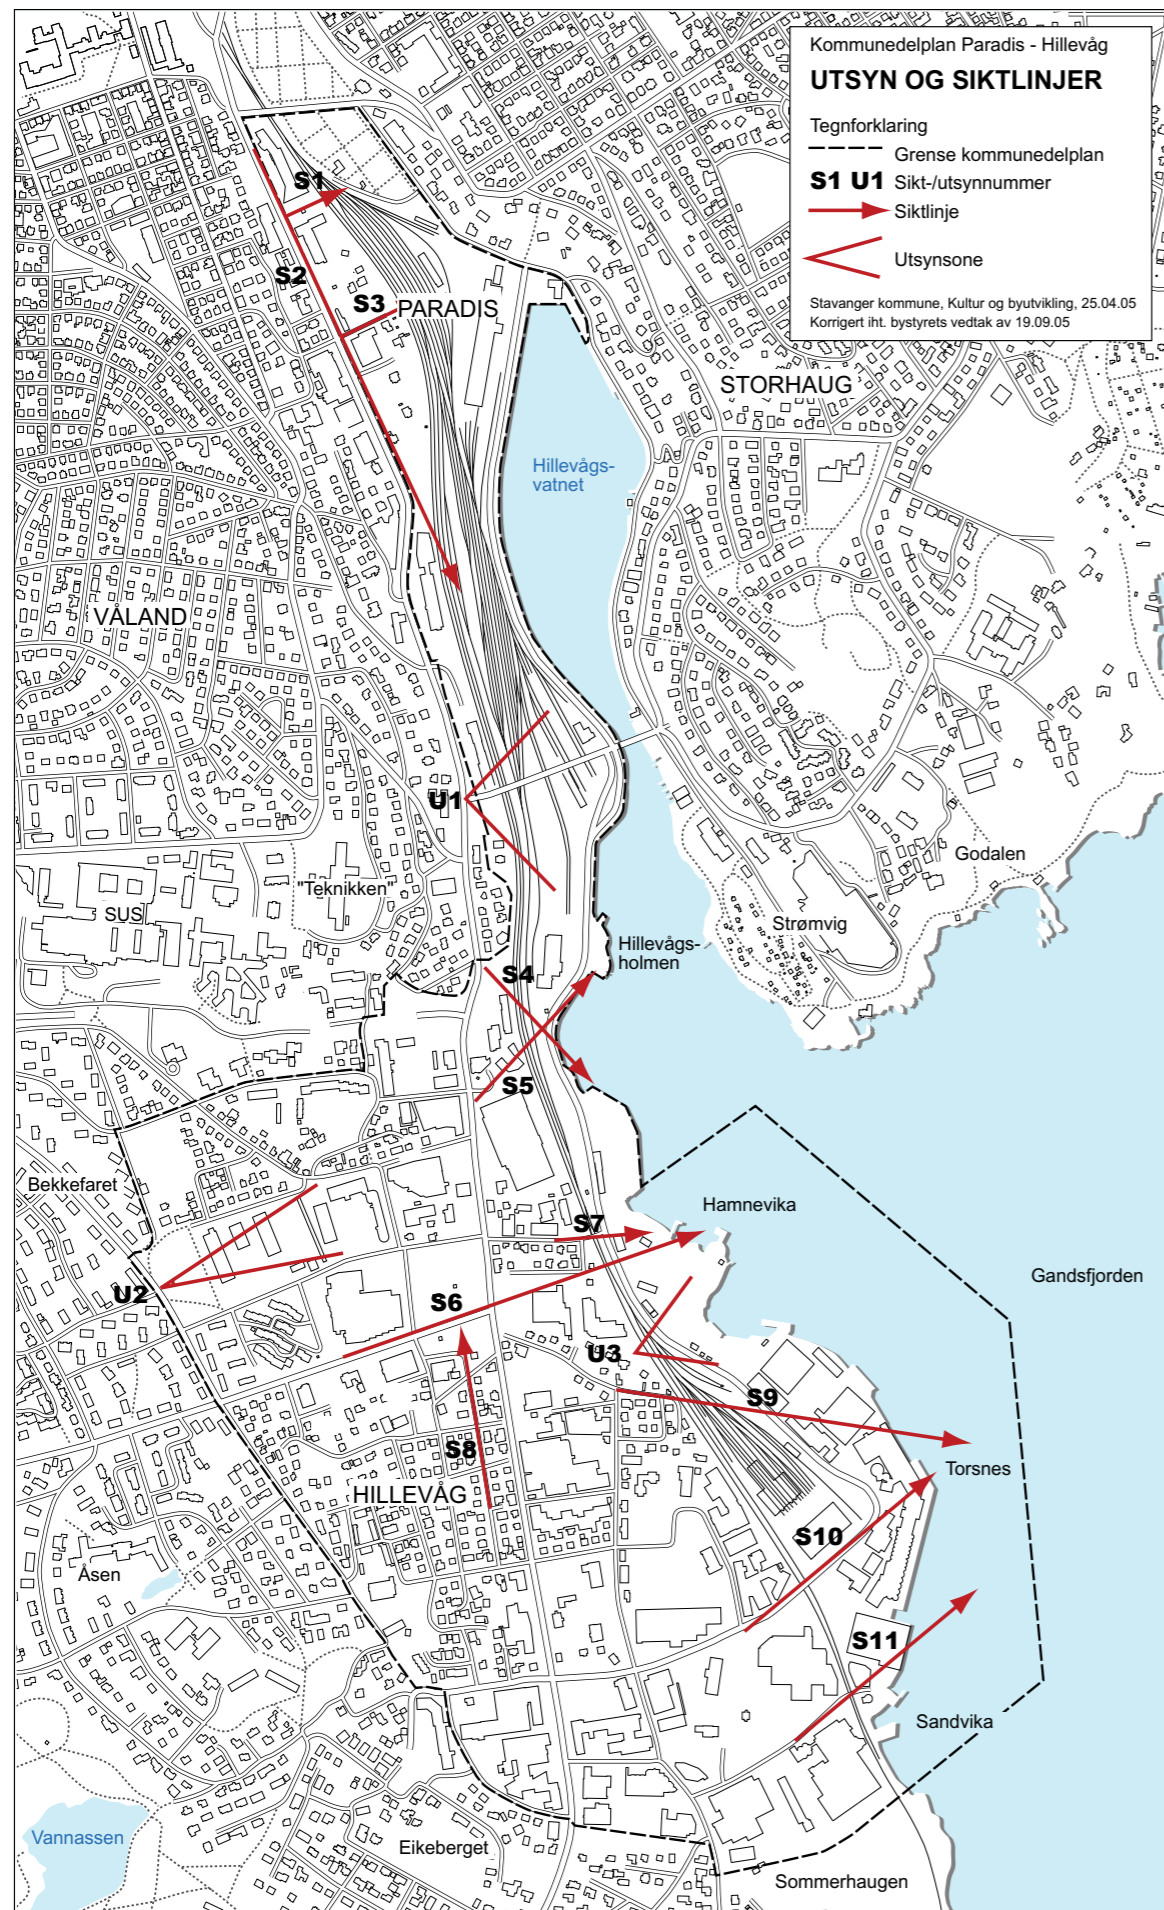 Kommunedelplan Paradis - Hillevåg
UTSYN OG SIKTLINJER
Tegnforklaring
Grense kommunedelplan
S1 U1 Sikt-/utsynnummer
Siktlinje
Utsynsone
Stavanger kommune, Kultur og byutvikling, 25.04.05
Korrigert iht. bystyrets vedtak av 19.09.05
S1
S2
S3
PARADIS
STORHAUG
Hillevågs-
vatnet
VÅLAND
U1
"Teknikken"
SUS
Godalen
Strømvig
Hillevågs-
holmen
S4
S5
Bekkefaret
Hamnevika
S7
Gandsfjorden
U2
S6
U3
S9
S8
Torsnes
HILLEVÅG
S10
Åsen
S11
Sandvika
Vannassen
Eikeberget
Sommerhaugen